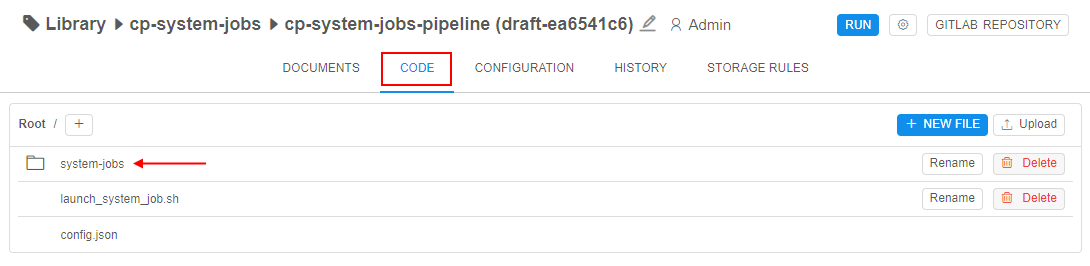 Library cp-system-jobs cp-system-jobs-pipeline (draft-ea6541c6) Admin RUN GITLAB REPOSITORY
DOCUMENTS CODE CONFIGURATION HISTORY STORAGE RULES
Root / + + NEW FILE Upload
system-jobs Rename Delete
launch_system_job.sh Rename Delete
config.json